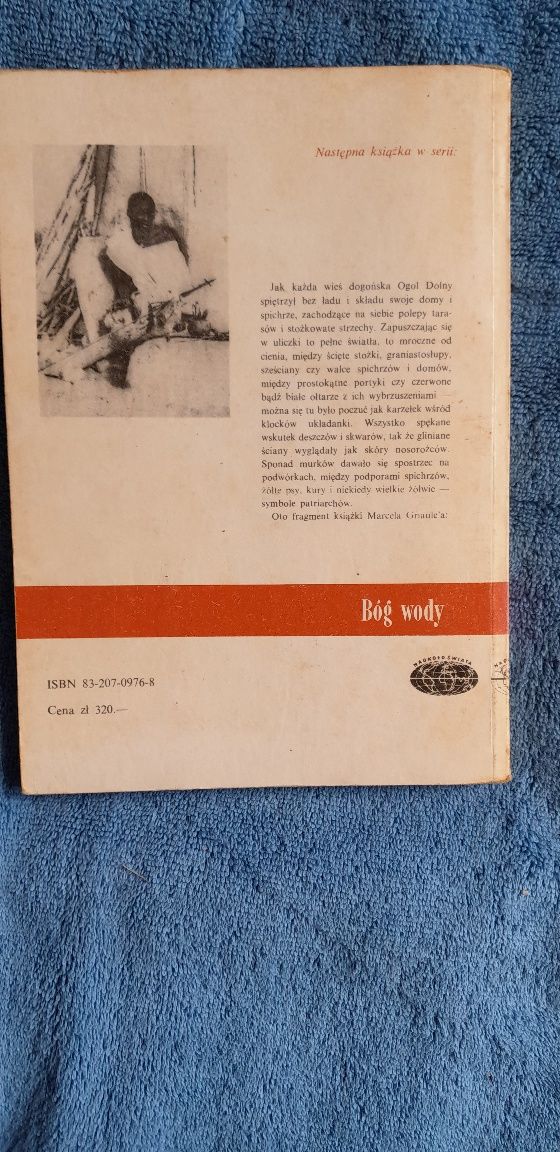 Następna książka w serii:
Jak każda wieś dogońska Ogol Dolny
spiętrzył bez ładu i składu swoje domy i
spichrze, zachodzące na siebie polepy tara-
sów i stożkowate strzechy. Zapuszczając się
w uliczki to pełne światła, to mroczne od
cienia, między ścięte stożki, graniastosłupy,
sześciany czy walce spichrzów i domów,
między prostokątne portyki czy czerwone
bądź białe ołtarze z ich wybrzuszeniami —
można się tu było poczuć jak karzełek wśród
klocków układanki. Wszystko spękane
wskutek deszczów i skwarów, tak że gliniane
ściany wyglądały jak skóry nosorożców.
Sponad murków dawało się spostrzec na
podwórkach, między podporami spichrzów,
żółte psy, kury i niekiedy wielkie żółwie —
symbole patriarchów.
Oto fragment książki Marcela Griaule'a:
Bóg wody
NAOKOŁO ŚWIATA
ISBN 83-207-0976-8
Cena zł 320.—